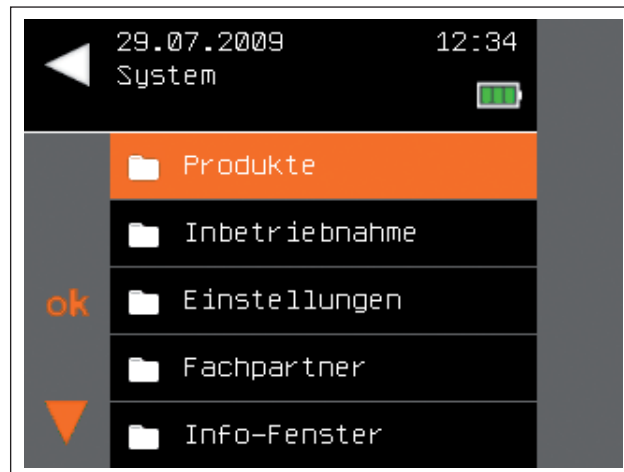 29.07.2009 12:34
System
Produkte
Inbetriebnahme
ok
Einstellungen
Fachpartner
Info-Fenster